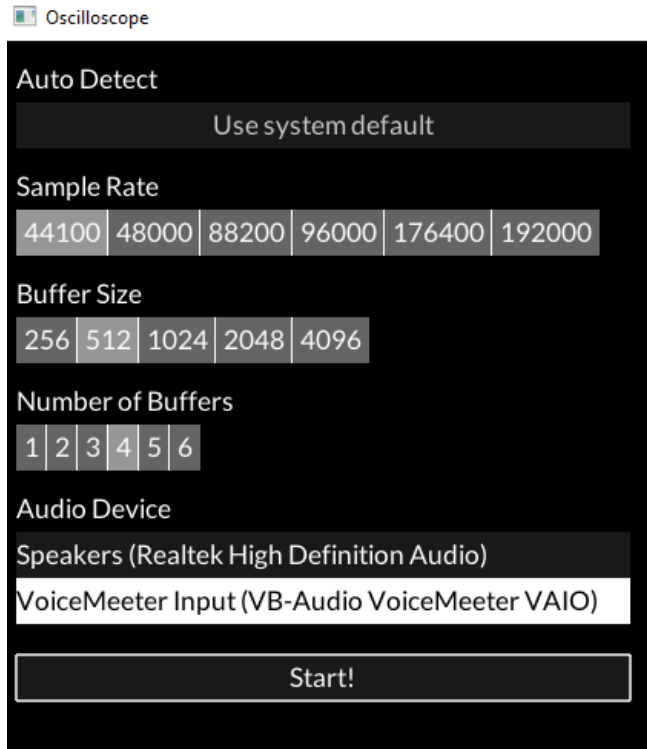 Oscilloscope
Auto Detect
Use system default
Sample Rate
44100 48000 88200 96000 176400 192000
Buffer Size
256 512 1024 2048 4096
Number of Buffers
1 2 3 4 5 6
Audio Device
Speakers (Realtek High Definition Audio)
VoiceMeeter Input (VB-Audio VoiceMeeter VAIO)
Start!